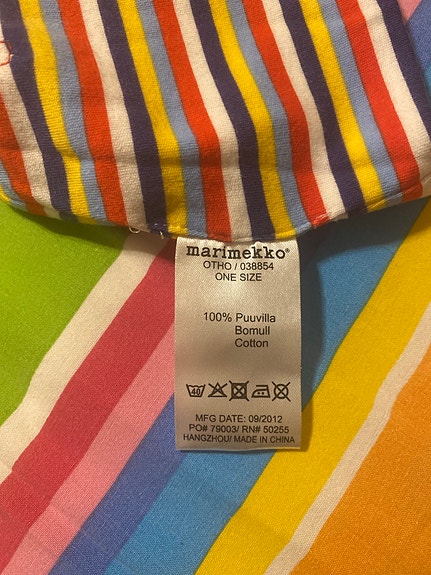 marimekko®
OTHO / 038854
ONE SIZE
100% Puuvilla
Bomull
Cotton
40
MFG DATE: 09/2012
PO# 79003/ RN# 50255
HANGZHOU/ MADE IN CHINA